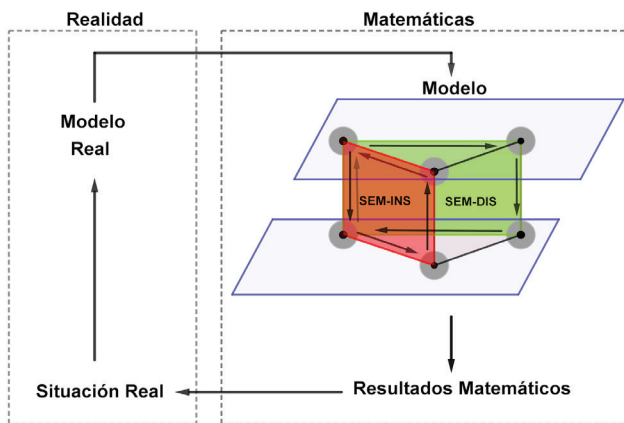 Realidad
Matemáticas
Modelo
Modelo
Real
SEM-INS
SEM-DIS
Situación Real
Resultados Matemáticos